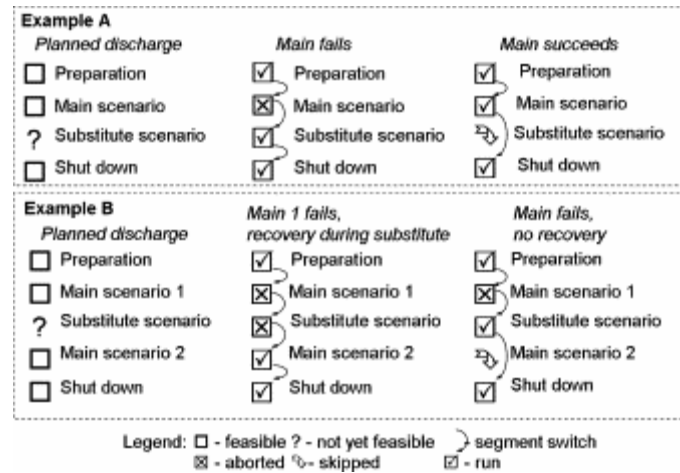 Example A
Planned discharge Main fails Main succeeds
Preparation Preparation Preparation
Main scenario Main scenario Main scenario
? Substitute scenario Substitute scenario Substitute scenario
Shut down Shut down Shut down
Example B
Planned discharge Main 1 fails, recovery during substitute Main fails, no recovery
Preparation Preparation Preparation
Main scenario 1 Main scenario 1 Main scenario 1
? Substitute scenario Substitute scenario Substitute scenario
Main scenario 2 Main scenario 2 Main scenario 2
Shut down Shut down Shut down
Legend: - feasible ? - not yet feasible segment switch
- aborted - skipped - run